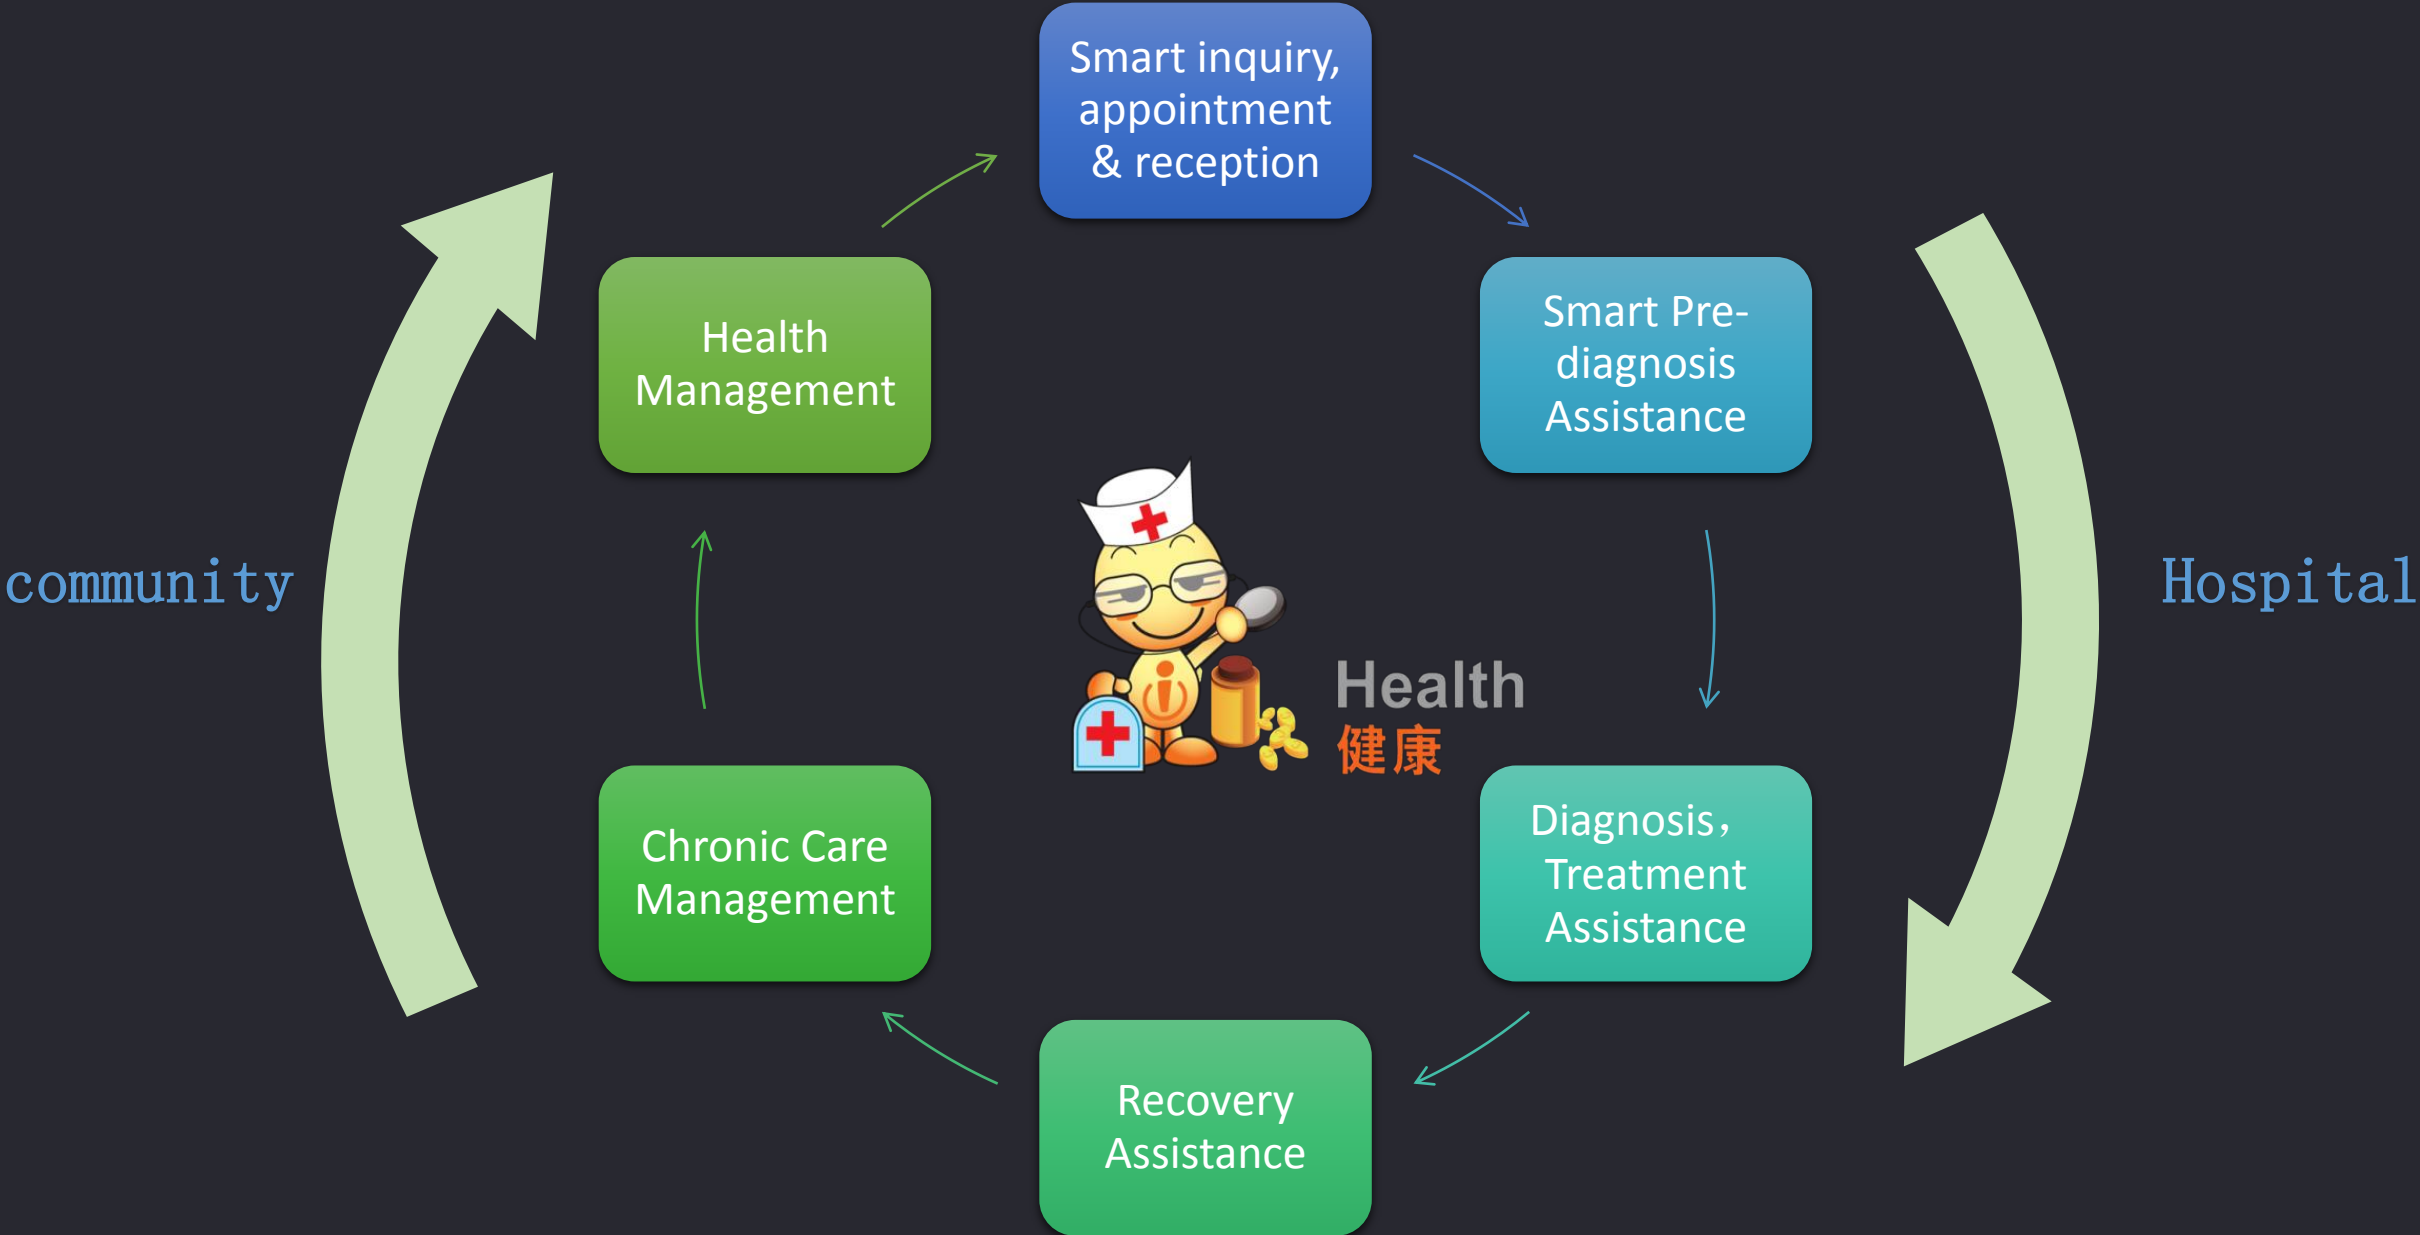 Smart inquiry,
appointment
& reception
Smart Pre-
diagnosis
Assistance
Diagnosis，
Treatment
Assistance
Recovery
Assistance
Chronic Care
Management
Health
Management
community
Hospital
Health
健康